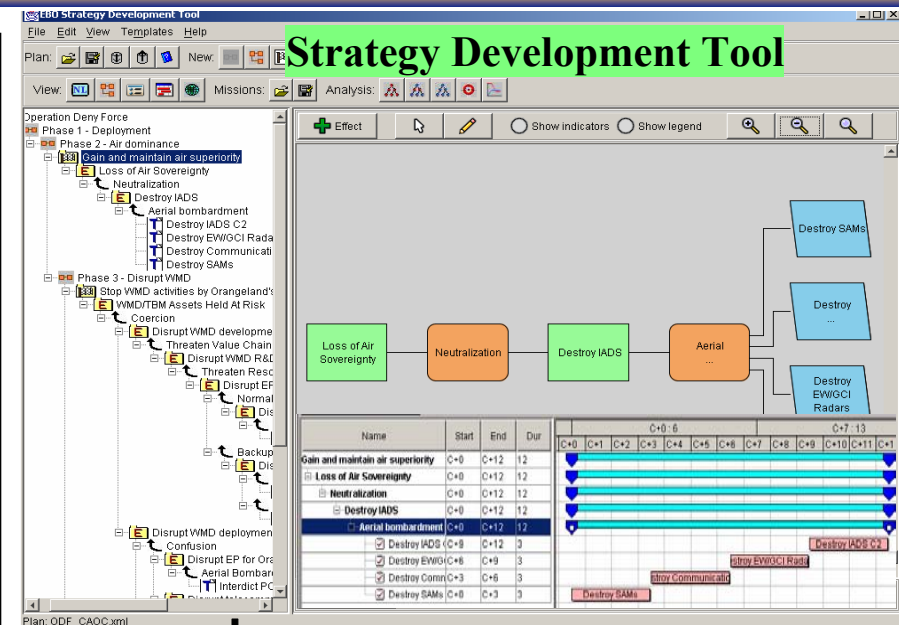 EBO Strategy Development Tool
File Edit View Templates Help
Strategy Development Tool
Plan: New:
View: NL Missions: Analysis:
Operation Deny Force
Phase 1 - Deployment
Phase 2 - Air dominance
Gain and maintain air superiority
E Loss of Air Sovereignty
Neutralization
E Destroy IADS
Aerial bombardment
T Destroy IADS C2
T Destroy EW/GCI Rada
T Destroy Communicati
T Destroy SAMs
Phase 3 - Disrupt WMD
Stop WMD activities by Orangeland's
E WMD/TBM Assets Held At Risk
Coercion
E Disrupt WMD developme
Threaten Value Chain
E Disrupt WMD R&D
Threaten Resc
E Disrupt EF
Normal
E Dis
Backup
E Dis
E Disrupt WMD deploymen
Confusion
E Disrupt EP for Ora
Aerial Bombar
T Interdict PC
Effect Show indicators Show legend
Destroy SAMs
Destroy
...
Destroy
EW/GCI
Radars
Loss of Air
Sovereignty
Neutralization
Destroy IADS
Aerial
...
Name Start End Dur
C+0 : 6 C+7 : 13
C+0 C+1 C+2 C+3 C+4 C+5 C+6 C+7 C+8 C+9 C+10 C+11 C+1
Gain and maintain air superiority C+0 C+12 12
Loss of Air Sovereignty C+0 C+12 12
Neutralization C+0 C+12 12
Destroy IADS C+0 C+12 12
Aerial bombardment C+0 C+12 12
Destroy IADS ( C+9 C+12 3 Destroy IADS C2
Destroy EW/G C+6 C+9 3 stroy EW/GCI Rada
Destroy Comm C+3 C+6 3 stroy Communicatio
Destroy SAMs C+0 C+3 3 Destroy SAMs
Plan: ODF_CAOC.xml